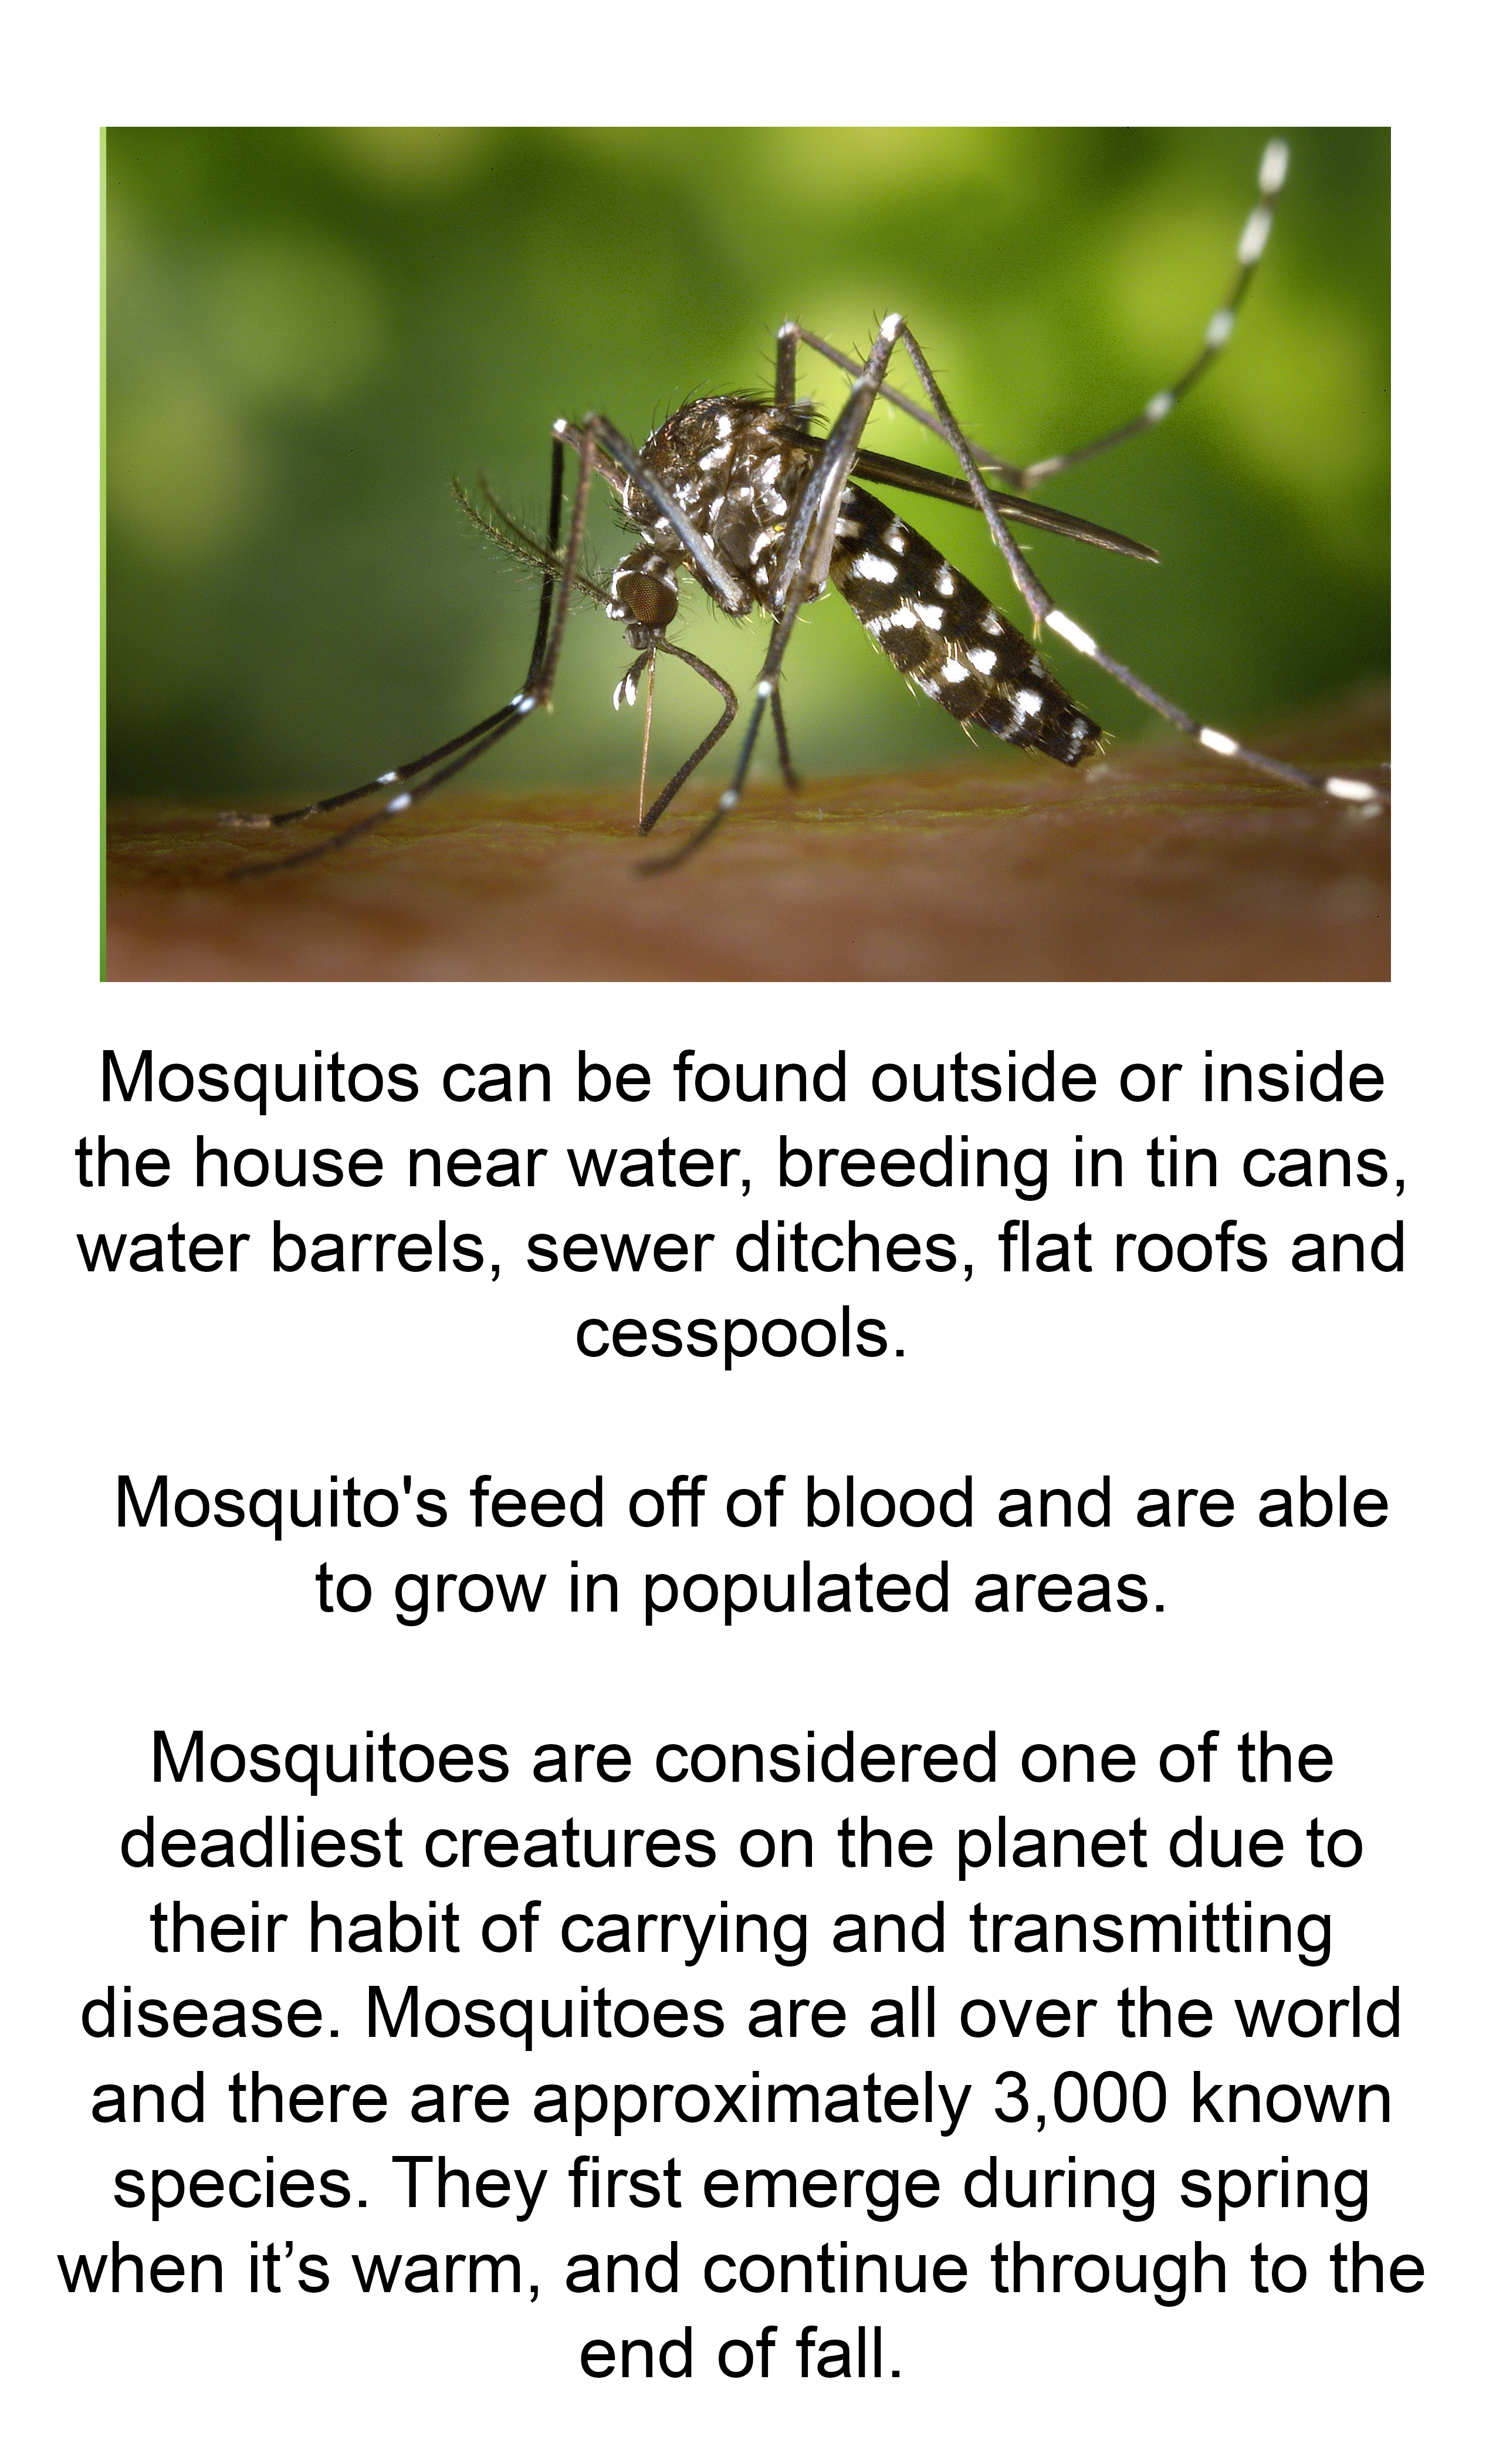 Mosquitos can be found outside or inside
the house near water, breeding in tin cans,
water barrels, sewer ditches, flat roofs and
cesspools.
Mosquito's feed off of blood and are able
to grow in populated areas.
Mosquitoes are considered one of the
deadliest creatures on the planet due to
their habit of carrying and transmitting
disease. Mosquitoes are all over the world
and there are approximately 3,000 known
species. They first emerge during spring
when it’s warm, and continue through to the
end of fall.